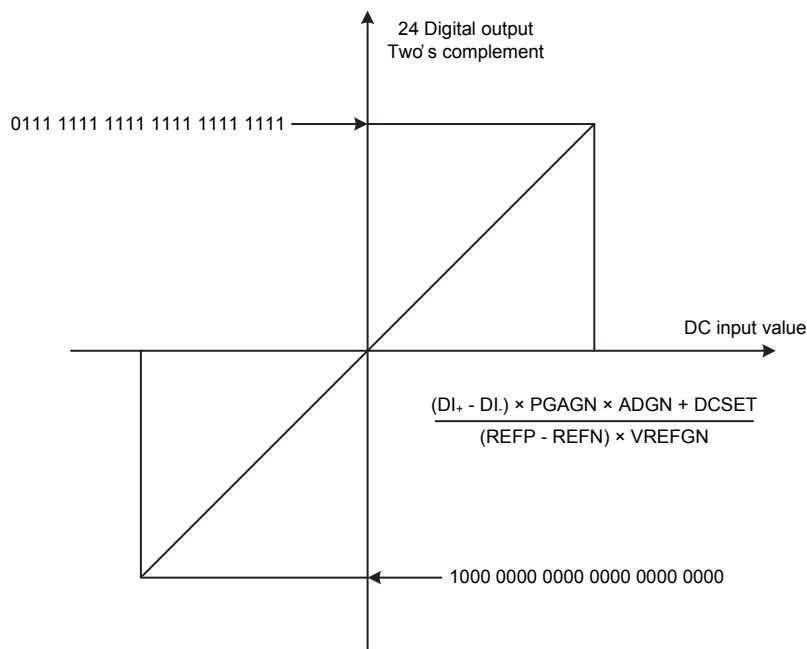 24 Digital output
Two's complement
0111 1111 1111 1111 1111 1111
DC input value
(DI+ - DI-) × PGAGN × ADGN + DCSET
(REFP - REFN) × VREFGN
1000 0000 0000 0000 0000 0000